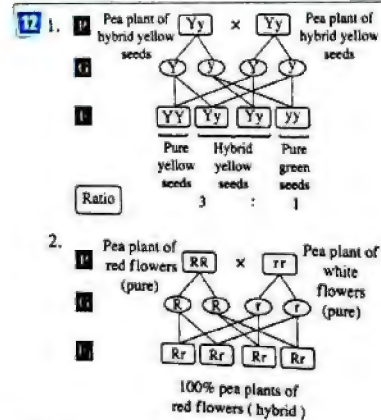 12 1. P Pea plant of hybrid yellow seeds Yy × Yy Pea plant of hybrid yellow seeds
G Y y Y y
YY Yy Yy yy
Pure yellow seeds Hybrid yellow seeds Pure green seeds
Ratio 3 : 1
2.
P Pea plant of red flowers (pure) RR × rr Pea plant of white flowers (pure)
G R R r r
Rr Rr Rr Rr
100% pea plants of
red flowers ( hybrid )